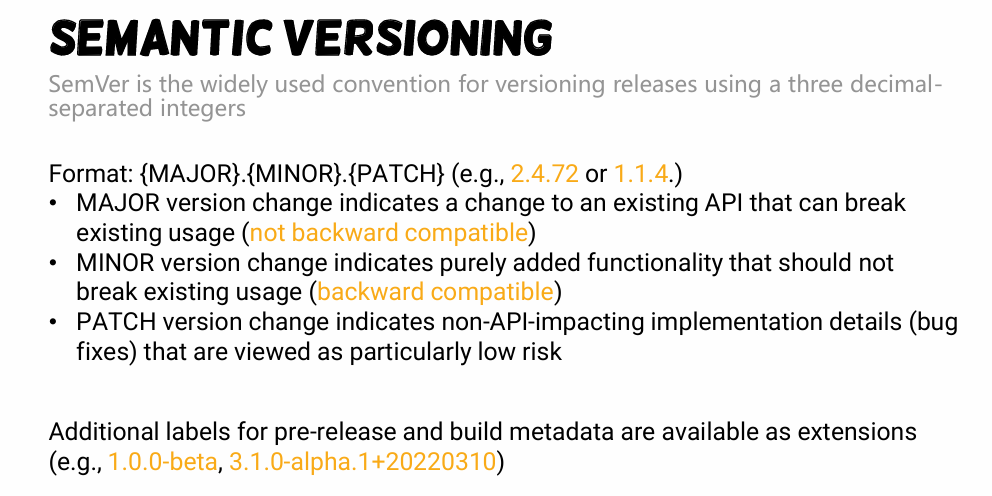 SEMANTIC VERSIONING
SemVer is the widely used convention for versioning releases using a three decimal-
separated integers
Format: {MAJOR}.{MINOR}.{PATCH} (e.g., 2.4.72 or 1.1.4.)
• MAJOR version change indicates a change to an existing API that can break
existing usage (not backward compatible)
• MINOR version change indicates purely added functionality that should not
break existing usage (backward compatible)
• PATCH version change indicates non-API-impacting implementation details (bug
fixes) that are viewed as particularly low risk
Additional labels for pre-release and build metadata are available as extensions
(e.g., 1.0.0-beta, 3.1.0-alpha.1+20220310)